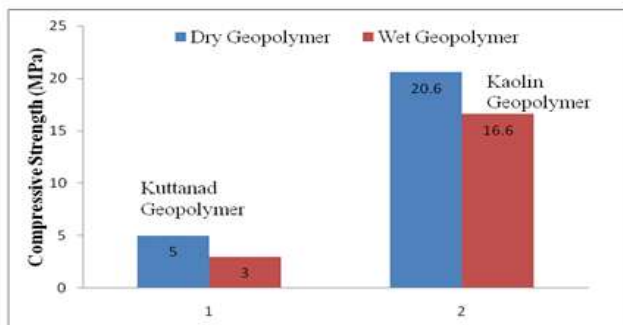 25
20
15
10
5
0
Compressive Strength (MPa)
Dry Geopolymer
Wet Geopolymer
Kuttanad
Geopolymer
Kaolin
Geopolymer
5
3
20.6
16.6
1
2